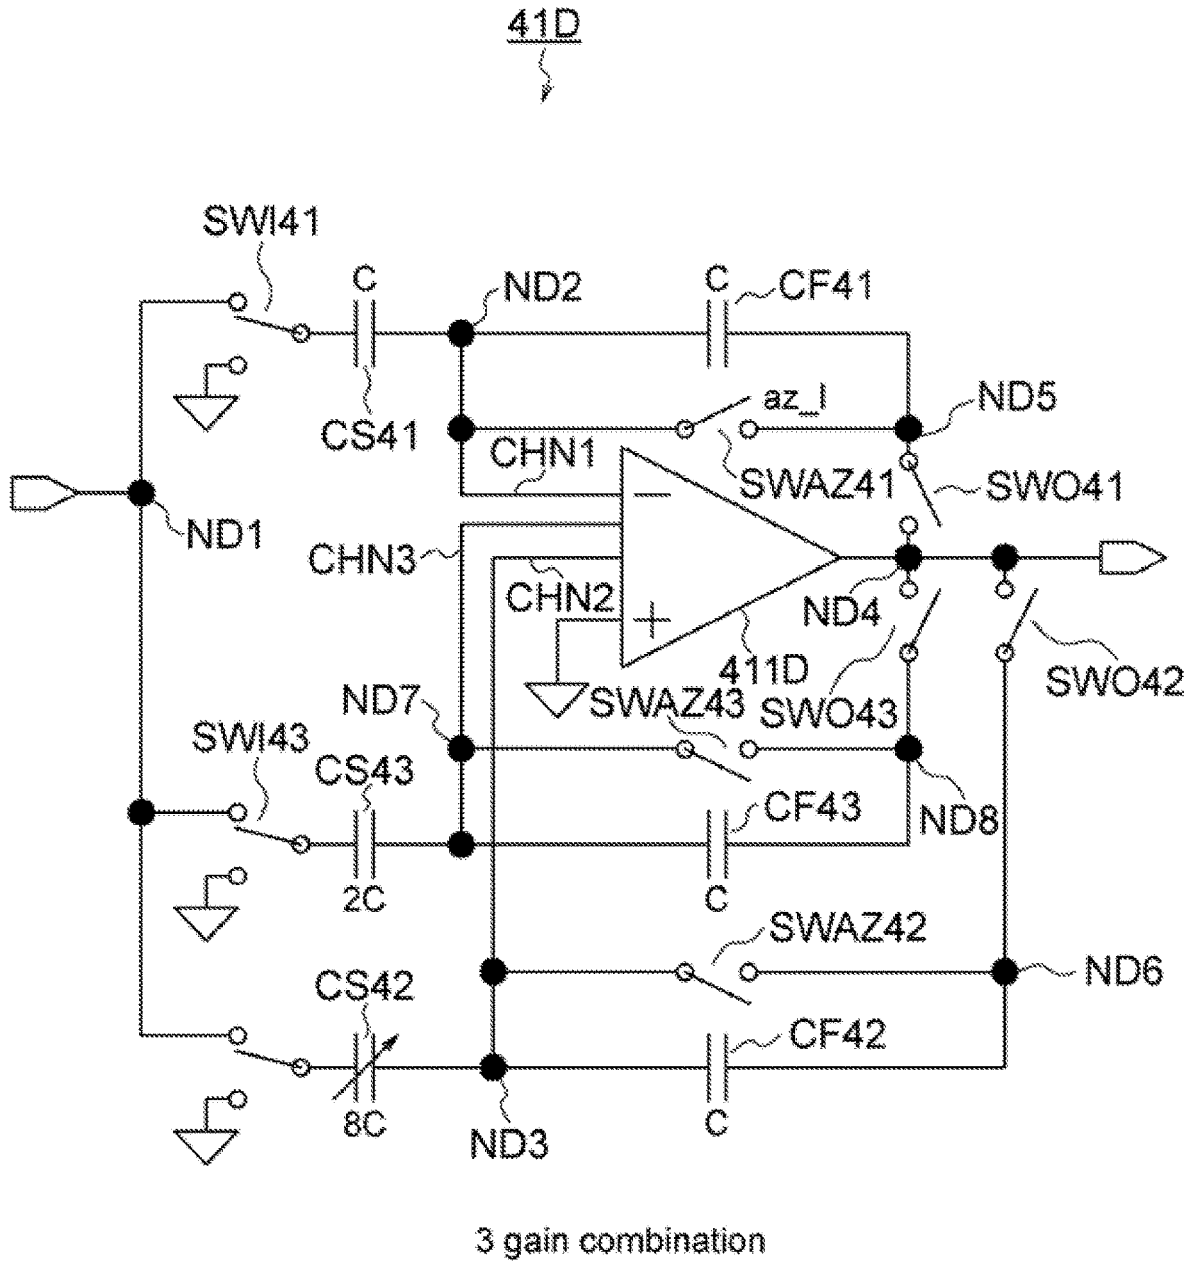 41D
SWI41
C
ND2
C
CF41
CS41
CHN1
az_I
ND5
SWAZ41
SWO41
−
ND1
CHN3
CHN2
ND4
+
411D
SWO42
ND7
SWAZ43
SWO43
SWI43
CS43
CF43
ND8
2C
C
SWAZ42
ND6
CS42
CF42
8C
ND3
C
3 gain combination